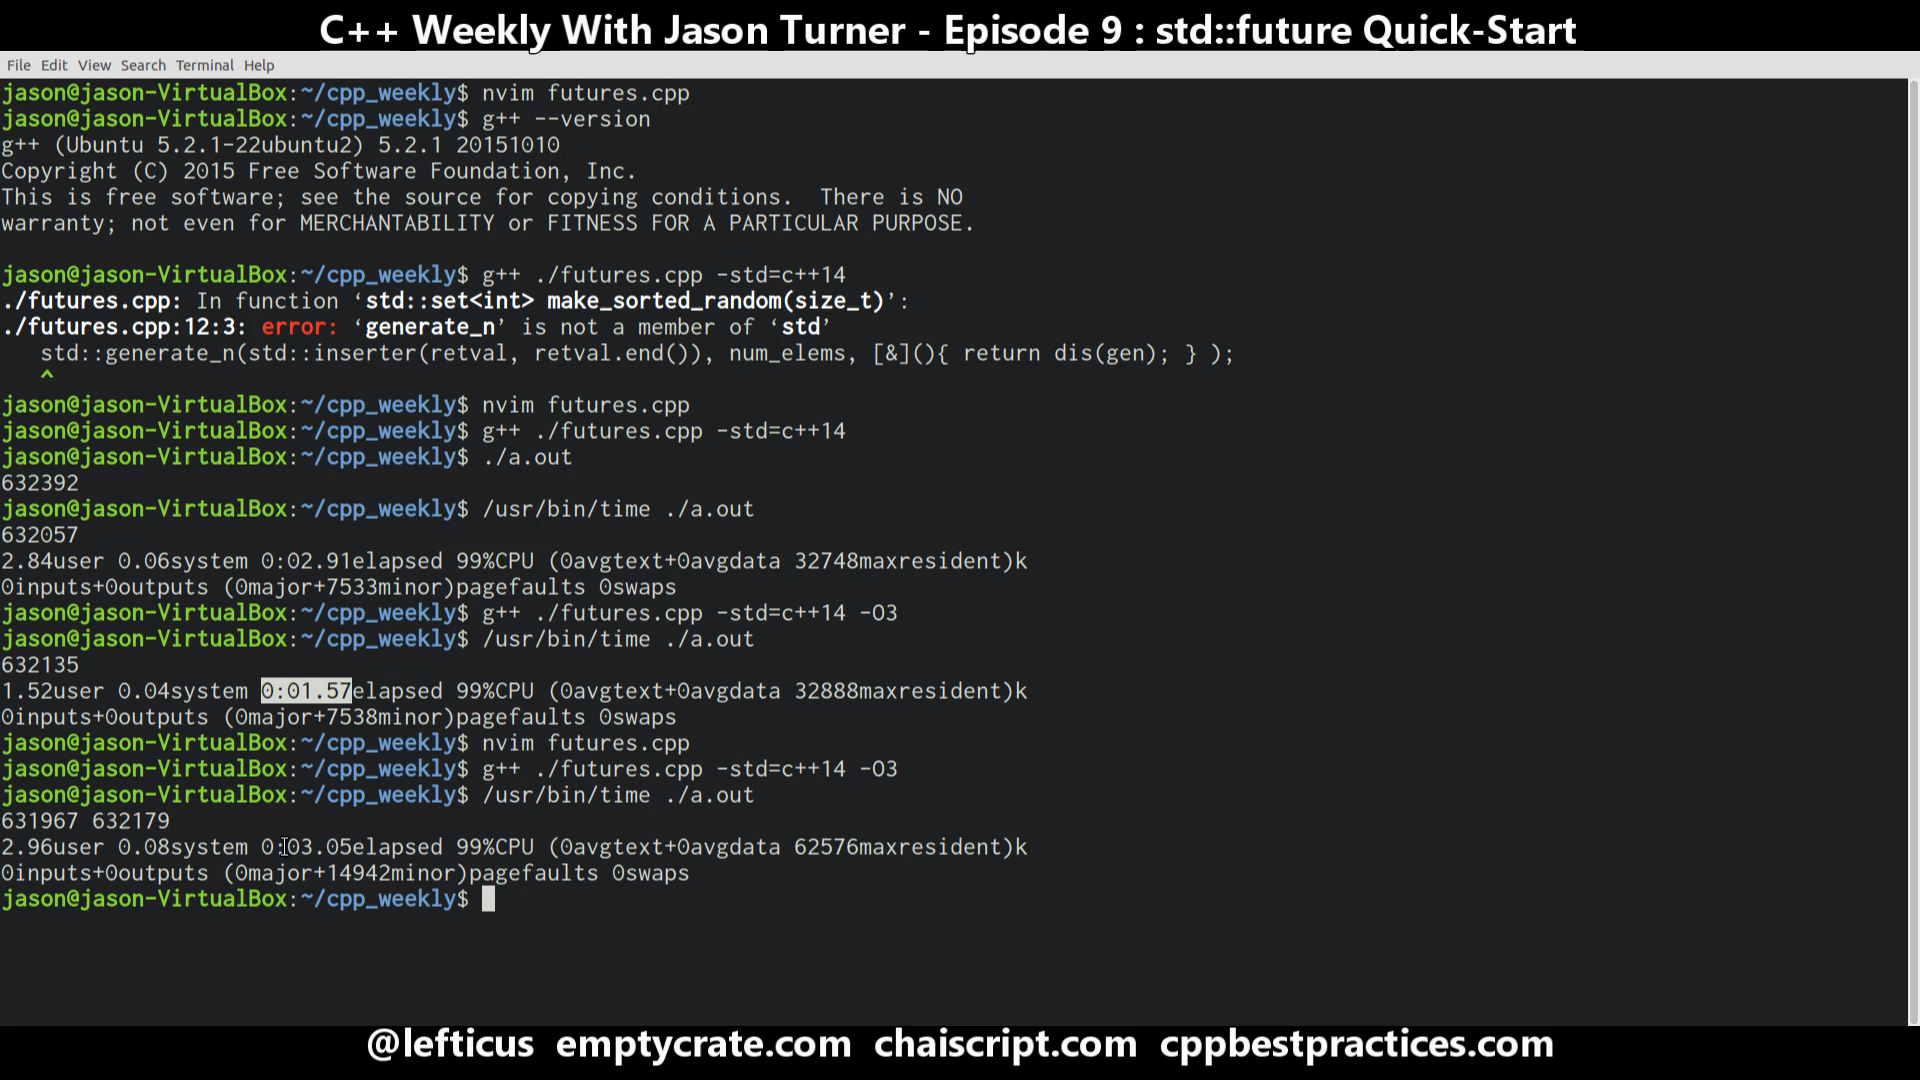 C++ Weekly With Jason Turner - Episode 9 : std::future Quick-Start
File Edit View Search Terminal Help
jason@jason-VirtualBox:~/cpp_weekly$ nvim futures.cpp
jason@jason-VirtualBox:~/cpp_weekly$ g++ --version
g++ (Ubuntu 5.2.1-22ubuntu2) 5.2.1 20151010
Copyright (C) 2015 Free Software Foundation, Inc.
This is free software; see the source for copying conditions.  There is NO
warranty; not even for MERCHANTABILITY or FITNESS FOR A PARTICULAR PURPOSE.
jason@jason-VirtualBox:~/cpp_weekly$ g++ ./futures.cpp -std=c++14
./futures.cpp: In function ‘std::set<int> make_sorted_random(size_t)’:
./futures.cpp:12:3: error: ‘generate_n’ is not a member of ‘std’
   std::generate_n(std::inserter(retval, retval.end()), num_elems, [&](){ return dis(gen); } );
   ^
jason@jason-VirtualBox:~/cpp_weekly$ nvim futures.cpp
jason@jason-VirtualBox:~/cpp_weekly$ g++ ./futures.cpp -std=c++14
jason@jason-VirtualBox:~/cpp_weekly$ ./a.out
632392
jason@jason-VirtualBox:~/cpp_weekly$ /usr/bin/time ./a.out
632057
2.84user 0.06system 0:02.91elapsed 99%CPU (0avgtext+0avgdata 32748maxresident)k
0inputs+0outputs (0major+7533minor)pagefaults 0swaps
jason@jason-VirtualBox:~/cpp_weekly$ g++ ./futures.cpp -std=c++14 -O3
jason@jason-VirtualBox:~/cpp_weekly$ /usr/bin/time ./a.out
632135
1.52user 0.04system 0:01.57elapsed 99%CPU (0avgtext+0avgdata 32888maxresident)k
0inputs+0outputs (0major+7538minor)pagefaults 0swaps
jason@jason-VirtualBox:~/cpp_weekly$ nvim futures.cpp
jason@jason-VirtualBox:~/cpp_weekly$ g++ ./futures.cpp -std=c++14 -O3
jason@jason-VirtualBox:~/cpp_weekly$ /usr/bin/time ./a.out
631967 632179
2.96user 0.08system 0:03.05elapsed 99%CPU (0avgtext+0avgdata 62576maxresident)k
0inputs+0outputs (0major+14942minor)pagefaults 0swaps
jason@jason-VirtualBox:~/cpp_weekly$
@lefticus emptycrate.com chaiscript.com cppbestpractices.com